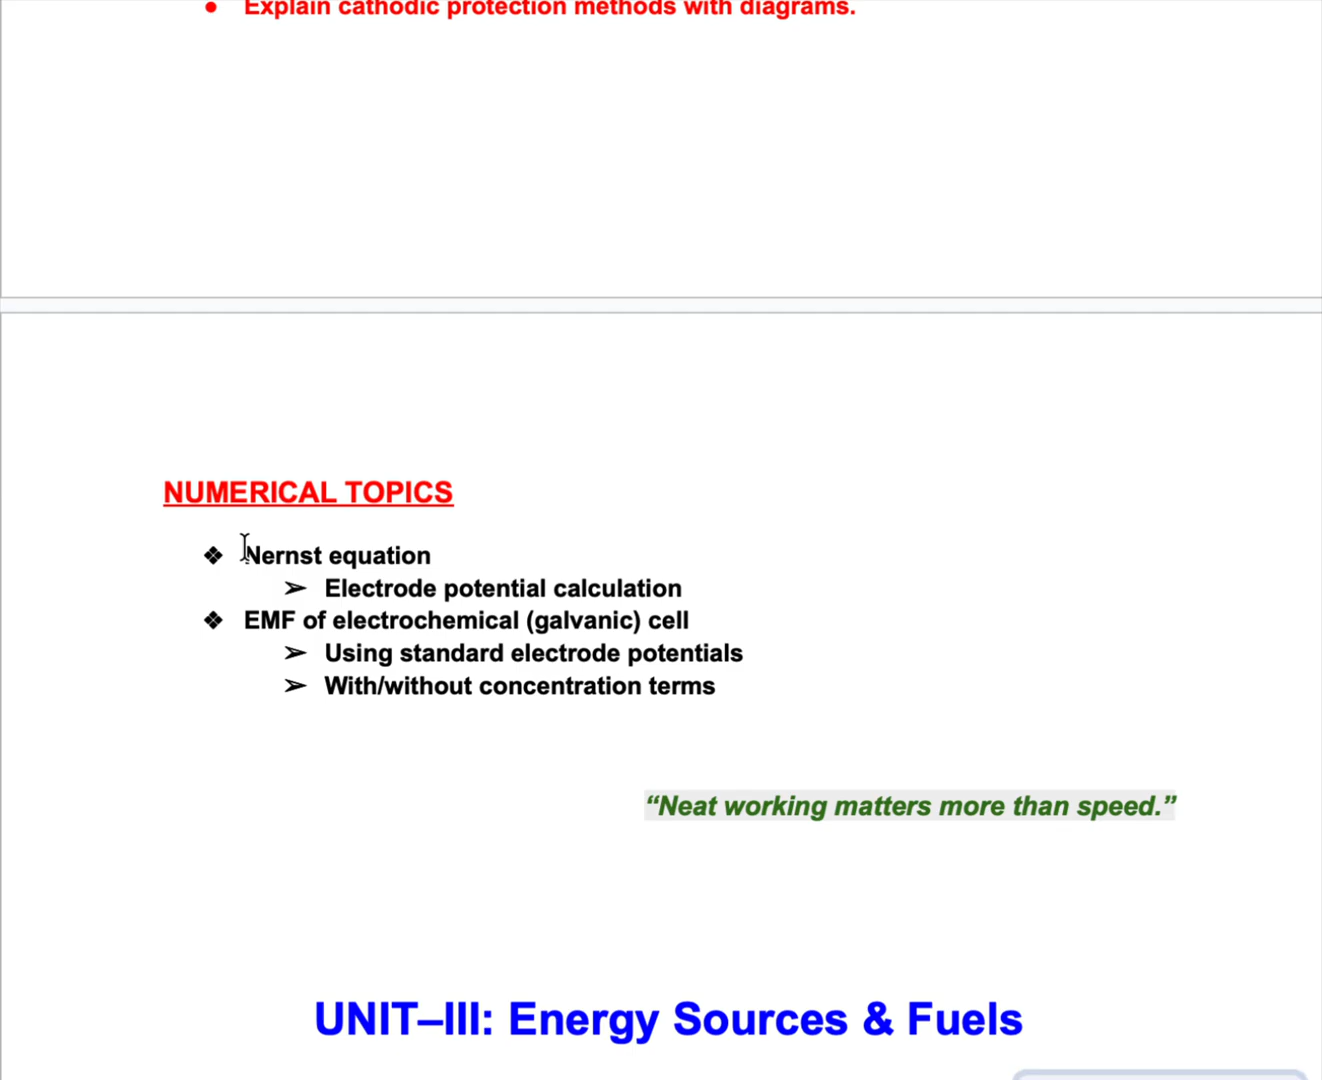 ● Explain cathodic protection methods with diagrams.
NUMERICAL TOPICS
❖ Nernst equation
➢ Electrode potential calculation
❖ EMF of electrochemical (galvanic) cell
➢ Using standard electrode potentials
➢ With/without concentration terms
“Neat working matters more than speed.”
UNIT–III: Energy Sources & Fuels